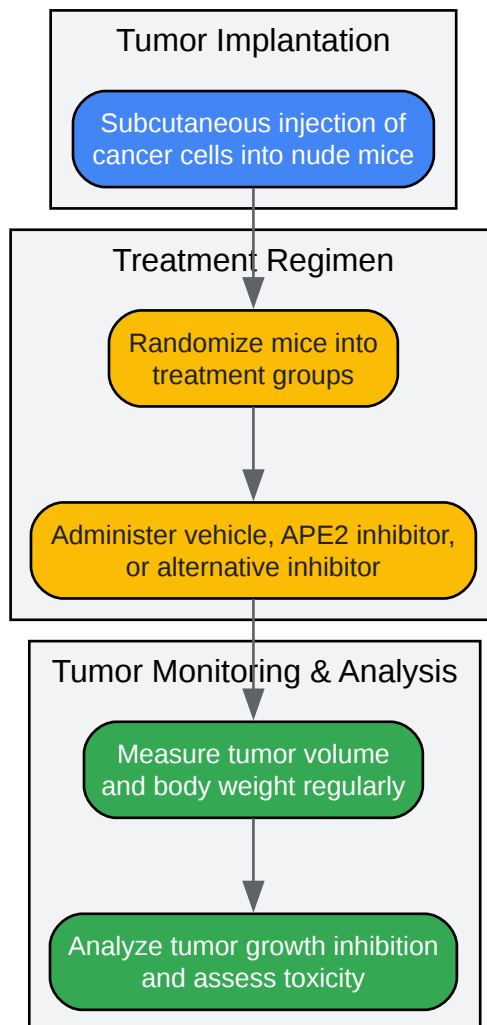 Tumor Implantation
Subcutaneous injection of
cancer cells into nude mice
Treatment Regimen
Randomize mice into
treatment groups
Administer vehicle, APE2 inhibitor,
or alternative inhibitor
Tumor Monitoring & Analysis
Measure tumor volume
and body weight regularly
Analyze tumor growth inhibition
and assess toxicity